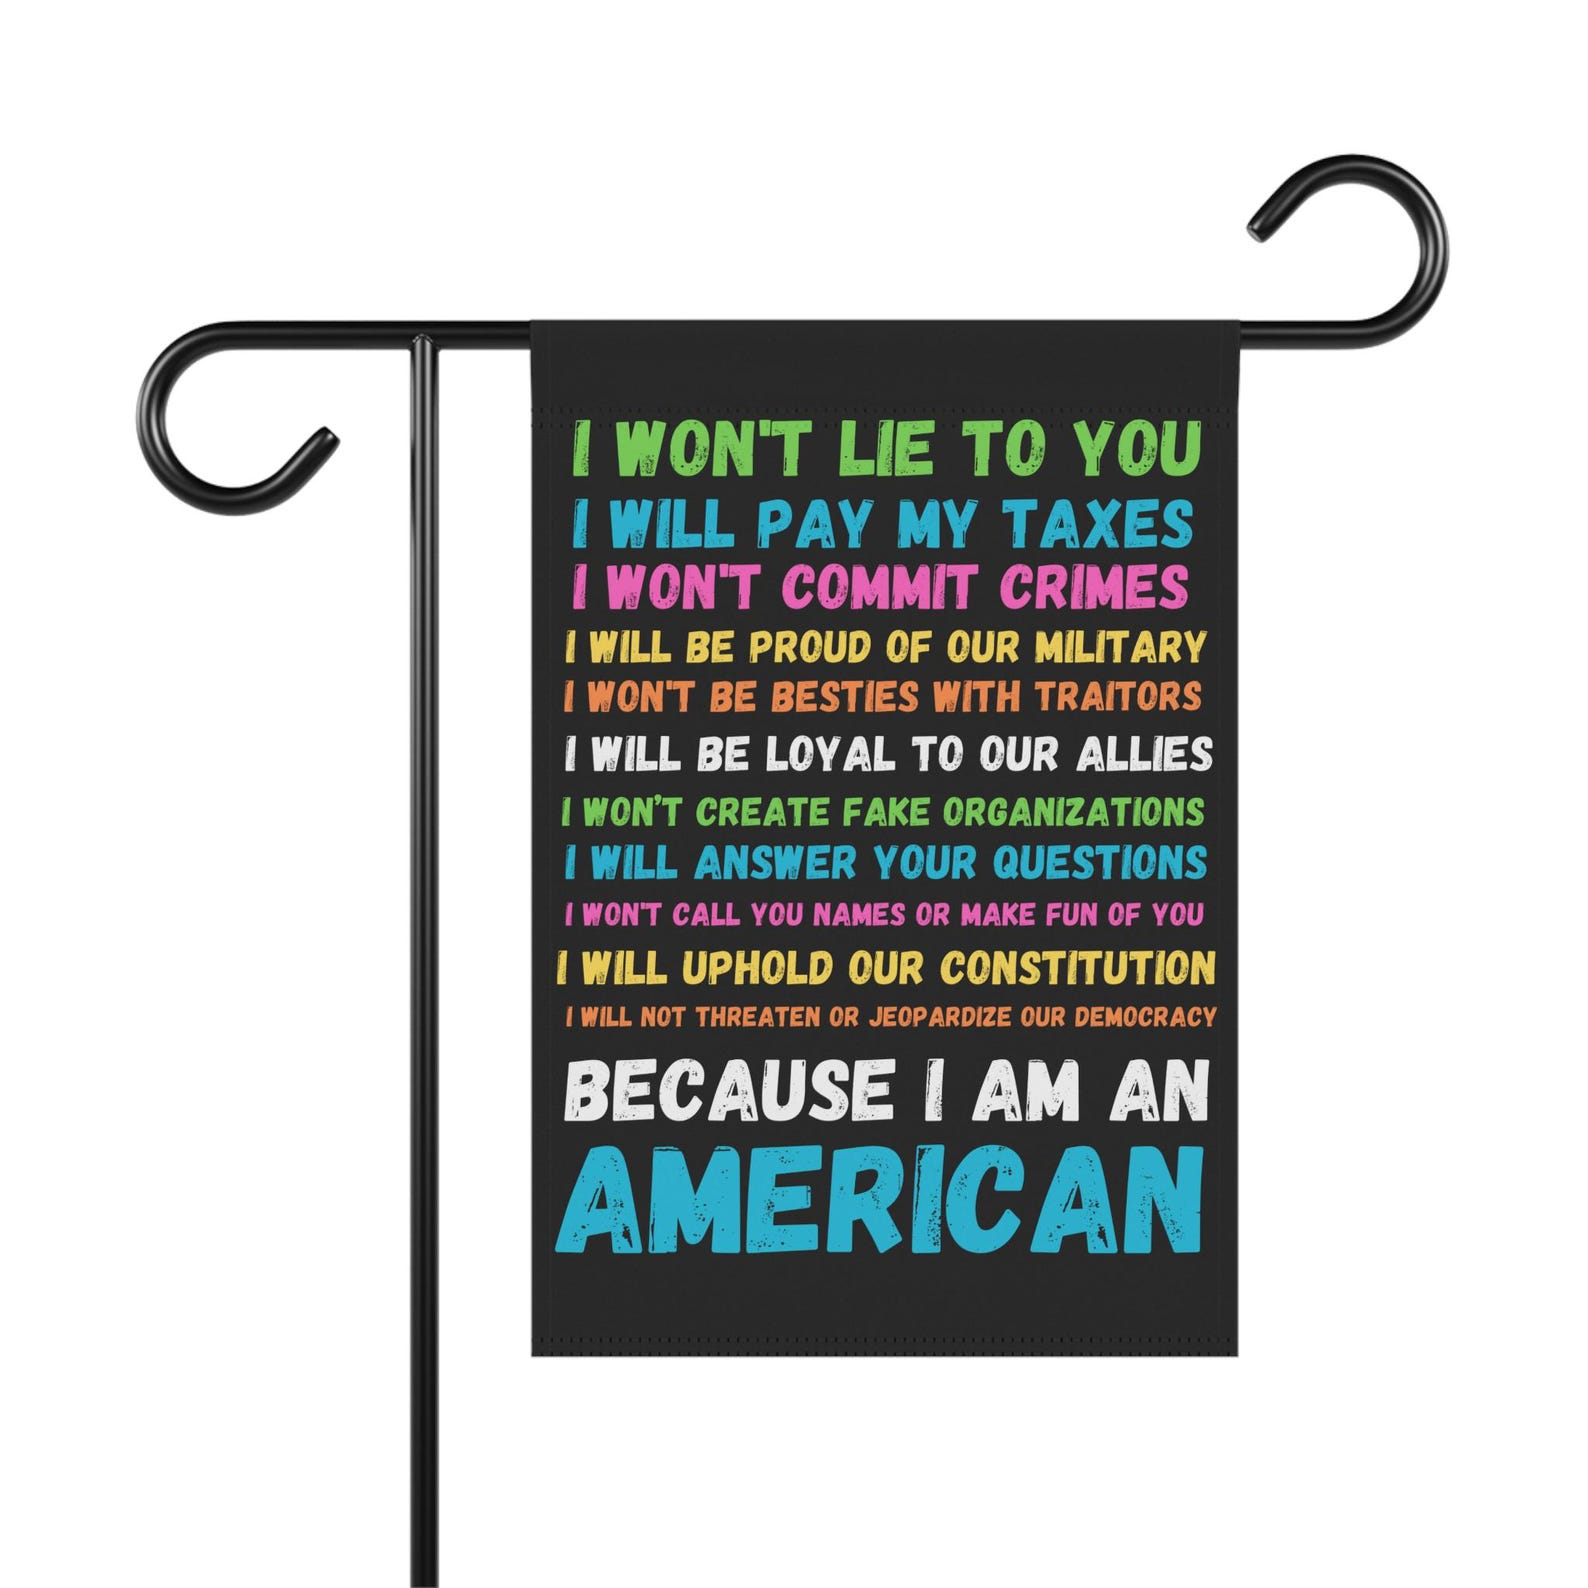 I WON'T LIE TO YOU
I WILL PAY MY TAXES
I WON'T COMMIT CRIMES
I WILL BE PROUD OF OUR MILITARY
I WON'T BE BESTIES WITH TRAITORS
I WILL BE LOYAL TO OUR ALLIES
I WON’T CREATE FAKE ORGANIZATIONS
I WILL ANSWER YOUR QUESTIONS
I WON'T CALL YOU NAMES OR MAKE FUN OF YOU
I WILL UPHOLD OUR CONSTITUTION
I WILL NOT THREATEN OR JEOPARDIZE OUR DEMOCRACY
BECAUSE I AM AN
AMERICAN